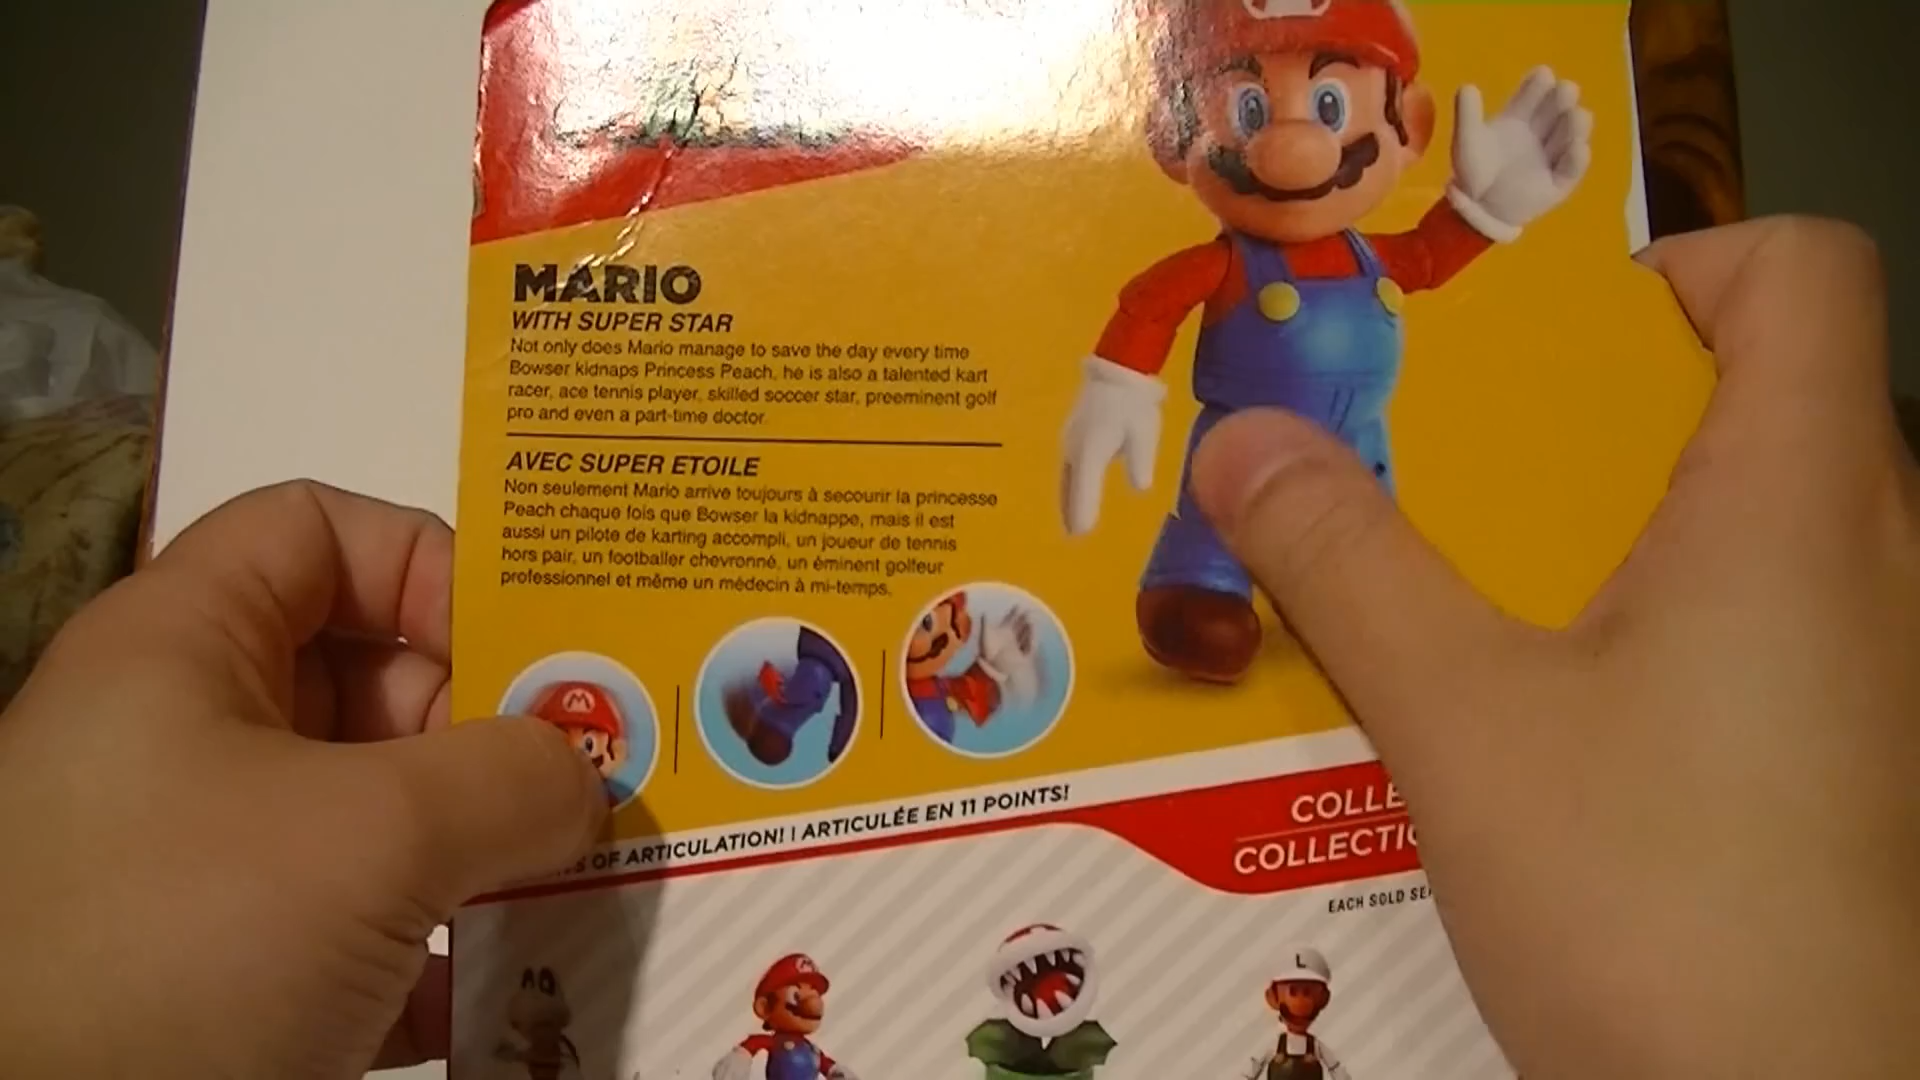 MARIO
WITH SUPER STAR
Not only does Mario manage to save the day every time
Bowser kidnaps Princess Peach, he is also a talented kart
racer, ace tennis player, skilled soccer star, preeminent golf
pro and even a part-time doctor.
AVEC SUPER ETOILE
Non seulement Mario arrive toujours à secourir la princesse
Peach chaque fois que Bowser la kidnappe, mais il est
aussi un pilote de karting accompli, un joueur de tennis
hors pair, un footballer chevronné, un éminent golfeur
professionnel et même un médecin à mi-temps.
M
OF ARTICULATION! | ARTICULÉE EN 11 POINTS!
COLLE
COLLECTIO
EACH SOLD SE
M
L